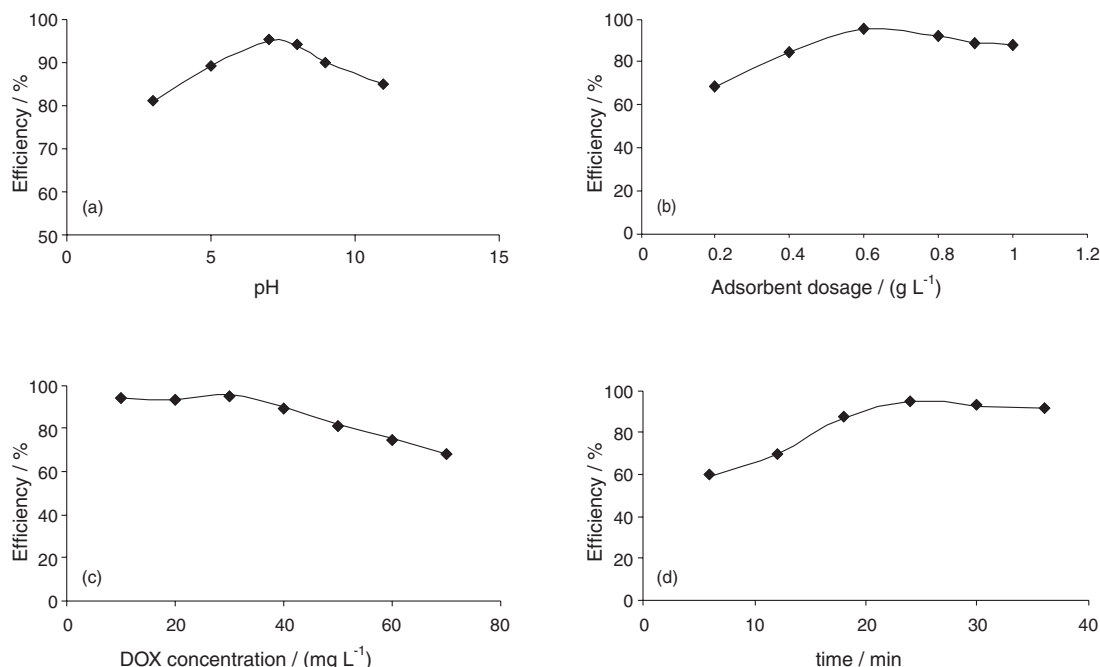 100
90
80
90
60
50
Efficiency / %
(a)
0 5 10 15
pH
100
80
60
40
20
0
Efficiency / %
(b)
0 0.2 0.4 0.6 0.8 1 1.2
Adsorbent dosage / (g L⁻¹)
100
80
60
40
20
0
Efficiency / %
(c)
0 20 40 60 80
DOX concentration / (mg L⁻¹)
100
80
60
40
20
0
Efficiency / %
(d)
0 10 20 30 40
time / min